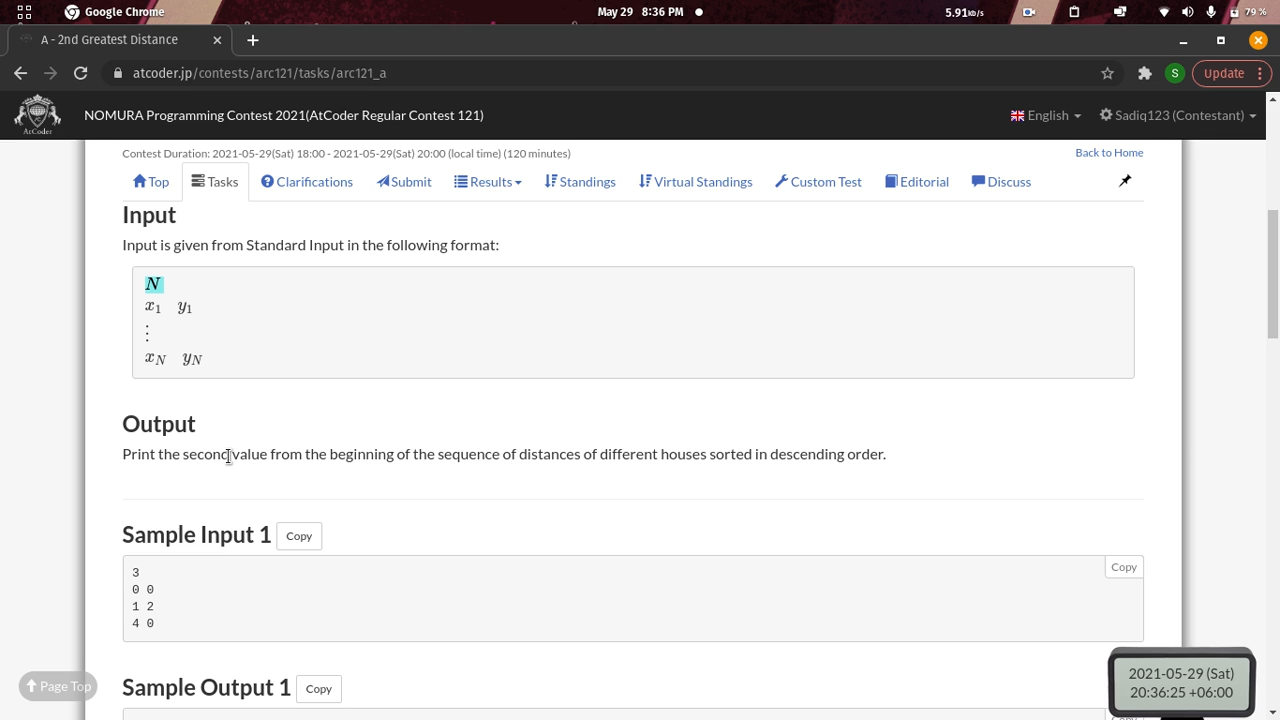 Google Chrome
May 29 8:36 PM
5.91kb/s
79 %
A - 2nd Greatest Distance
atcoder.jp/contests/arc121/tasks/arc121_a
S
Update
AtCoder
NOMURA Programming Contest 2021(AtCoder Regular Contest 121)
English
Sadiq123 (Contestant)
Contest Duration: 2021-05-29(Sat) 18:00 - 2021-05-29(Sat) 20:00 (local time) (120 minutes)
Back to Home
Top
Tasks
Clarifications
Submit
Results
Standings
Virtual Standings
Custom Test
Editorial
Discuss
Input
Input is given from Standard Input in the following format:
N
x1 y1
⋮
xN yN
Output
Print the second value from the beginning of the sequence of distances of different houses sorted in descending order.
Sample Input 1
Copy
Copy
3
0 0
1 2
4 0
Page Top
Sample Output 1
Copy
2021-05-29 (Sat)
20:36:25 +06:00